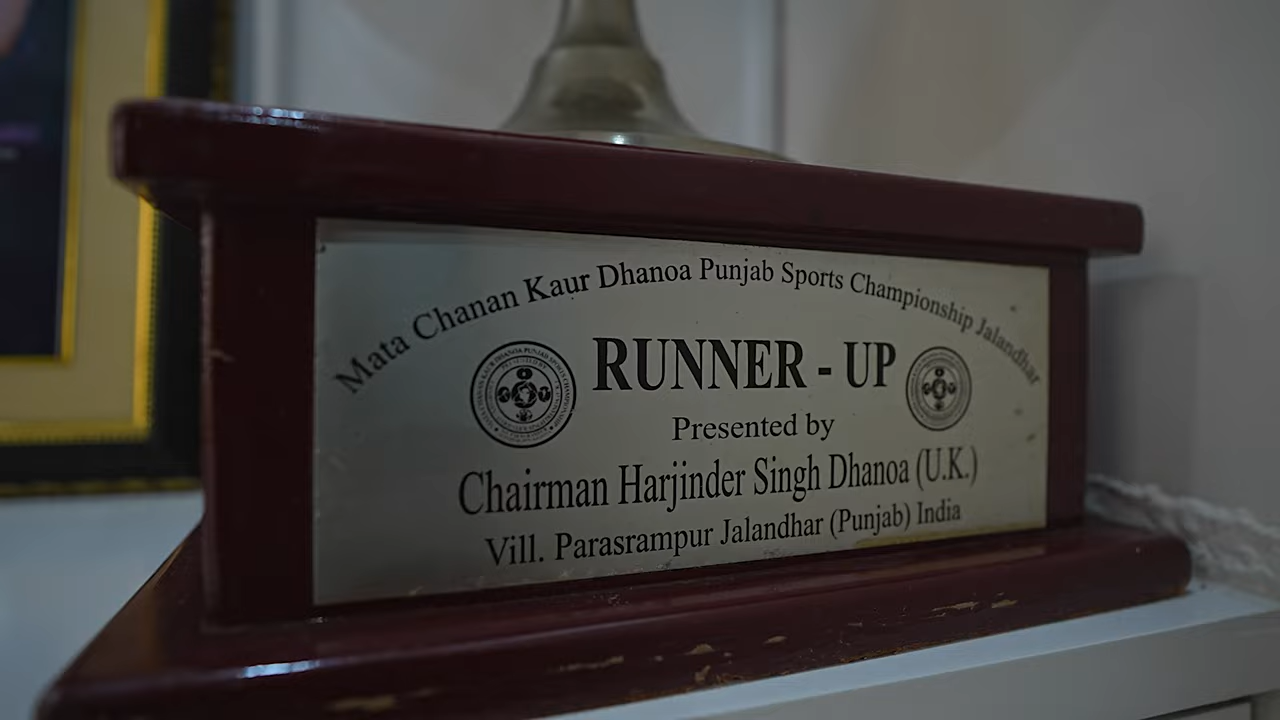 Mata Chanan Kaur Dhanoa Punjab Sports Championship Jalandhar
RUNNER - UP
Presented by
Chairman Harjinder Singh Dhanoa (U.K.)
Vill. Parasrampur Jalandhar (Punjab) India